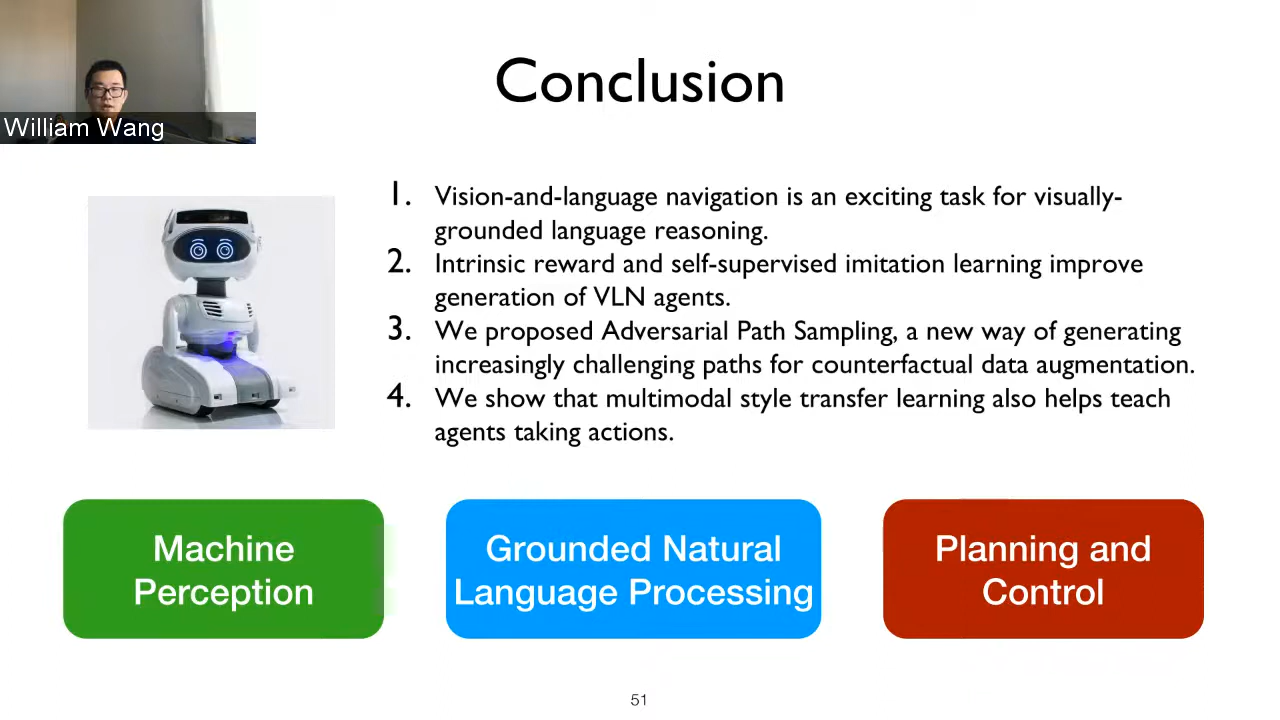 Conclusion
William Wang
1. Vision-and-language navigation is an exciting task for visually-
grounded language reasoning.
2. Intrinsic reward and self-supervised imitation learning improve
generation of VLN agents.
3. We proposed Adversarial Path Sampling, a new way of generating
increasingly challenging paths for counterfactual data augmentation.
4. We show that multimodal style transfer learning also helps teach
agents taking actions.
Machine
Perception
Grounded Natural
Language Processing
Planning and
Control
51